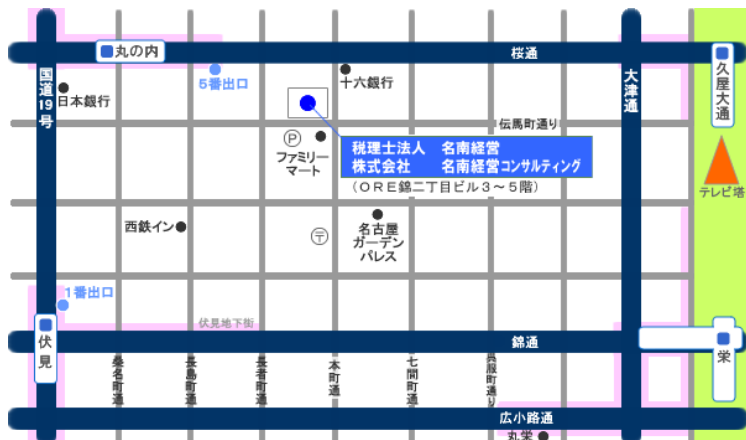 丸の内
桜通
5番出口
十六銀行
日本銀行
国道19号
大津通
久屋大通
伝馬町通り
P
ファミリー
マート
税理士法人　名南経営
株式会社　名南経営コンサルティング
（ＯＲＥ錦二丁目ビル３～５階）
テレビ塔
西鉄イン
〒
名古屋
ガーデン
パレス
1番出口
伏見地下街
伏見
錦通
栄
桑名町通
長島町通
長者町通
本町通
七間町通
呉服町通り
広小路通
丸栄